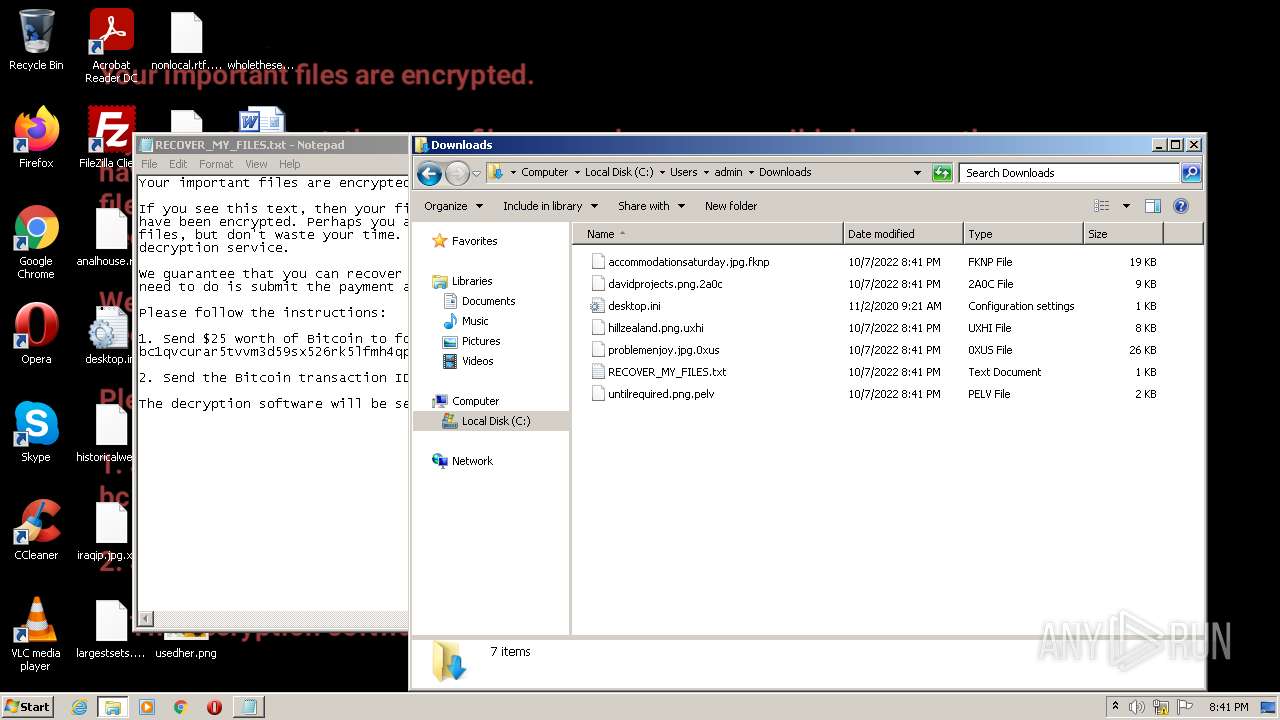 Recycle Bin
Acrobat
Reader DC
nonlocal.rtf....
wholethese...
Your important files are encrypted.
Firefox
FileZilla Clie
Google
Chrome
analhouse.r
Opera
desktop.in
Skype
historicalwe
CCleaner
iraqip.jpg.x
VLC media
player
largestsets....
usedher.png
ha
file
We
Ple
1.
bc
2.
RECOVER_MY_FILES.txt - Notepad
File Edit Format View Help
Your important files are encrypted
If you see this text, then your fi
have been encrypted. Perhaps you a
files, but don't waste your time.
decryption service.
We guarantee that you can recover
need to do is submit the payment a
Please follow the instructions:
1. Send $25 worth of Bitcoin to fo
bc1qvcurar5tvvm3d59sx526rk5lfmh4qp
2. Send the Bitcoin transaction ID
The decryption software will be se
Downloads
Computer Local Disk (C:) Users admin Downloads
Search Downloads
Organize Include in library Share with New folder
Favorites
Libraries
Documents
Music
Pictures
Videos
Computer
Local Disk (C:)
Network
Name Date modified Type Size
accommodationsaturday.jpg.fknp 10/7/2022 8:41 PM FKNP File 19 KB
davidprojects.png.2a0c 10/7/2022 8:41 PM 2A0C File 9 KB
desktop.ini 11/2/2020 9:21 AM Configuration settings 1 KB
hillzealand.png.uxhi 10/7/2022 8:41 PM UXHI File 8 KB
problemenjoy.jpg.0xus 10/7/2022 8:41 PM 0XUS File 26 KB
RECOVER_MY_FILES.txt 10/7/2022 8:41 PM Text Document 1 KB
untilrequired.png.pelv 10/7/2022 8:41 PM PELV File 9 KB
7 items
ANY RUN
Start
8:41 PM